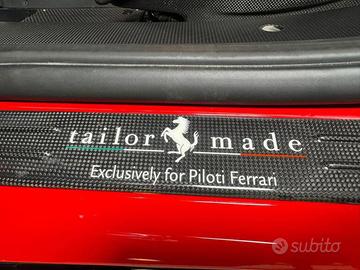 tailor made
Exclusively for Piloti Ferrari
subito